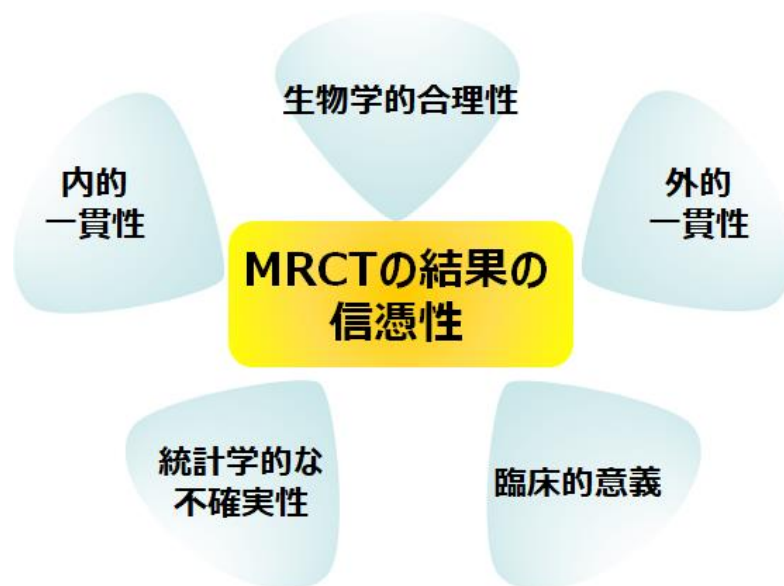 生物学的合理性
内的
一貫性
外的
一貫性
MRCTの結果の
信憑性
統計学的な
不確実性
臨床的意義